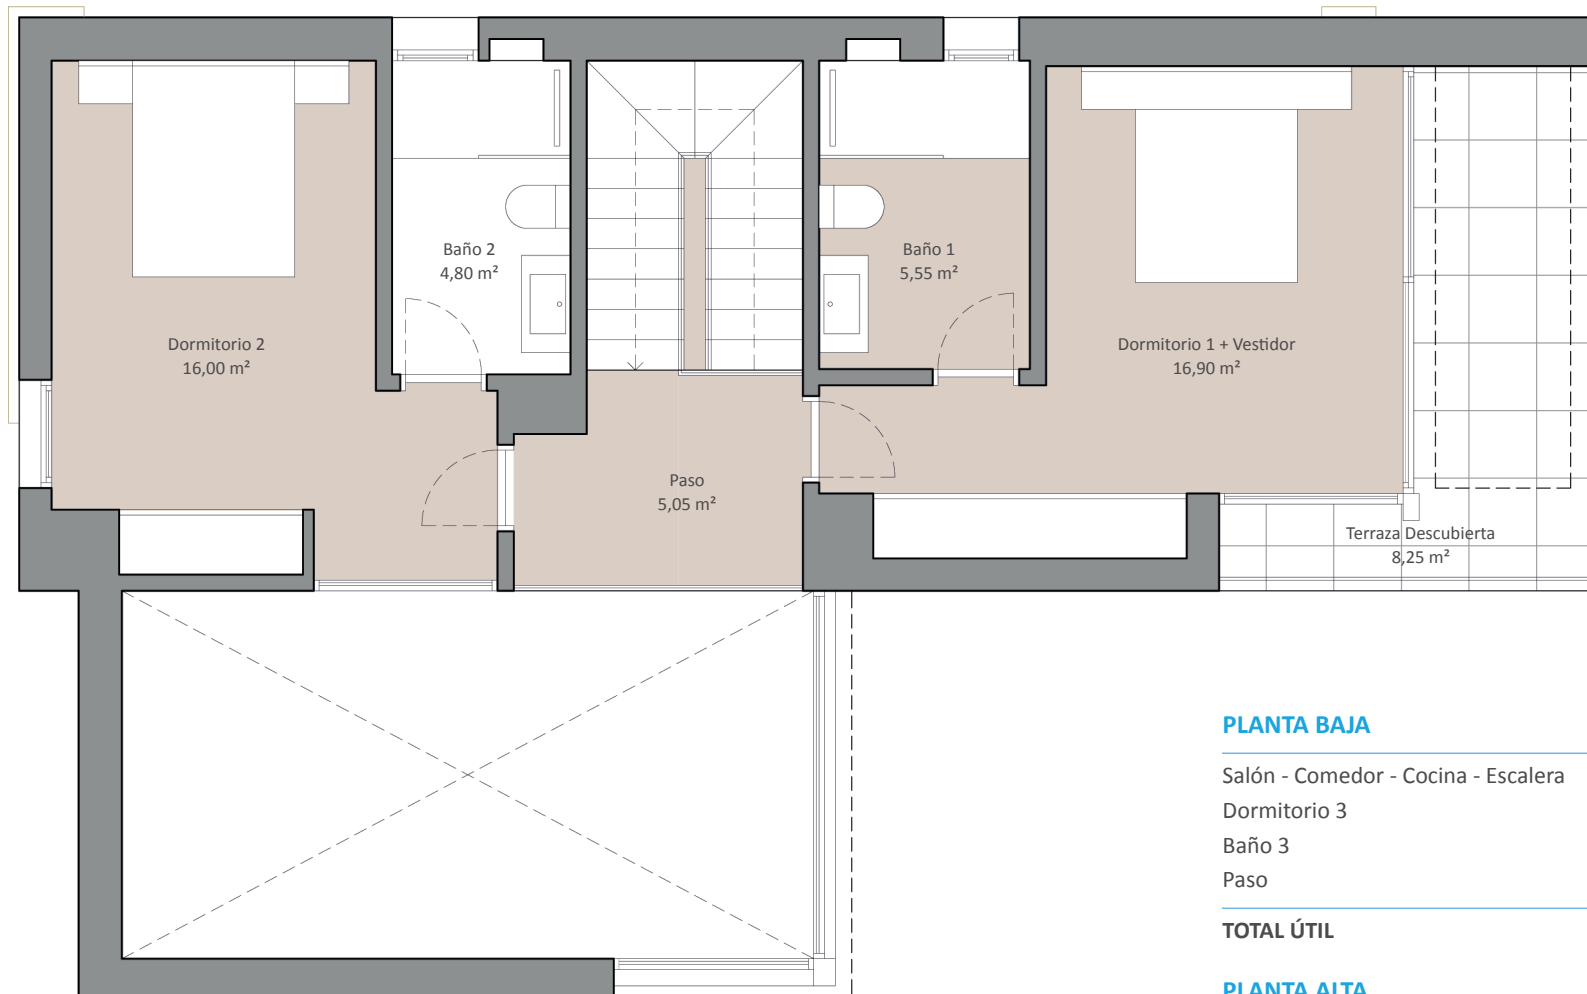 Baño 2
4,80 m²
Baño 1
5,55 m²
Dormitorio 2
16,00 m²
Dormitorio 1 + Vestidor
16,90 m²
Paso
5,05 m²
Terraza Descubierta
8,25 m²
PLANTA BAJA
Salón - Comedor - Cocina - Escalera
Dormitorio 3
Baño 3
Paso
TOTAL ÚTIL
PLANTA ALTA